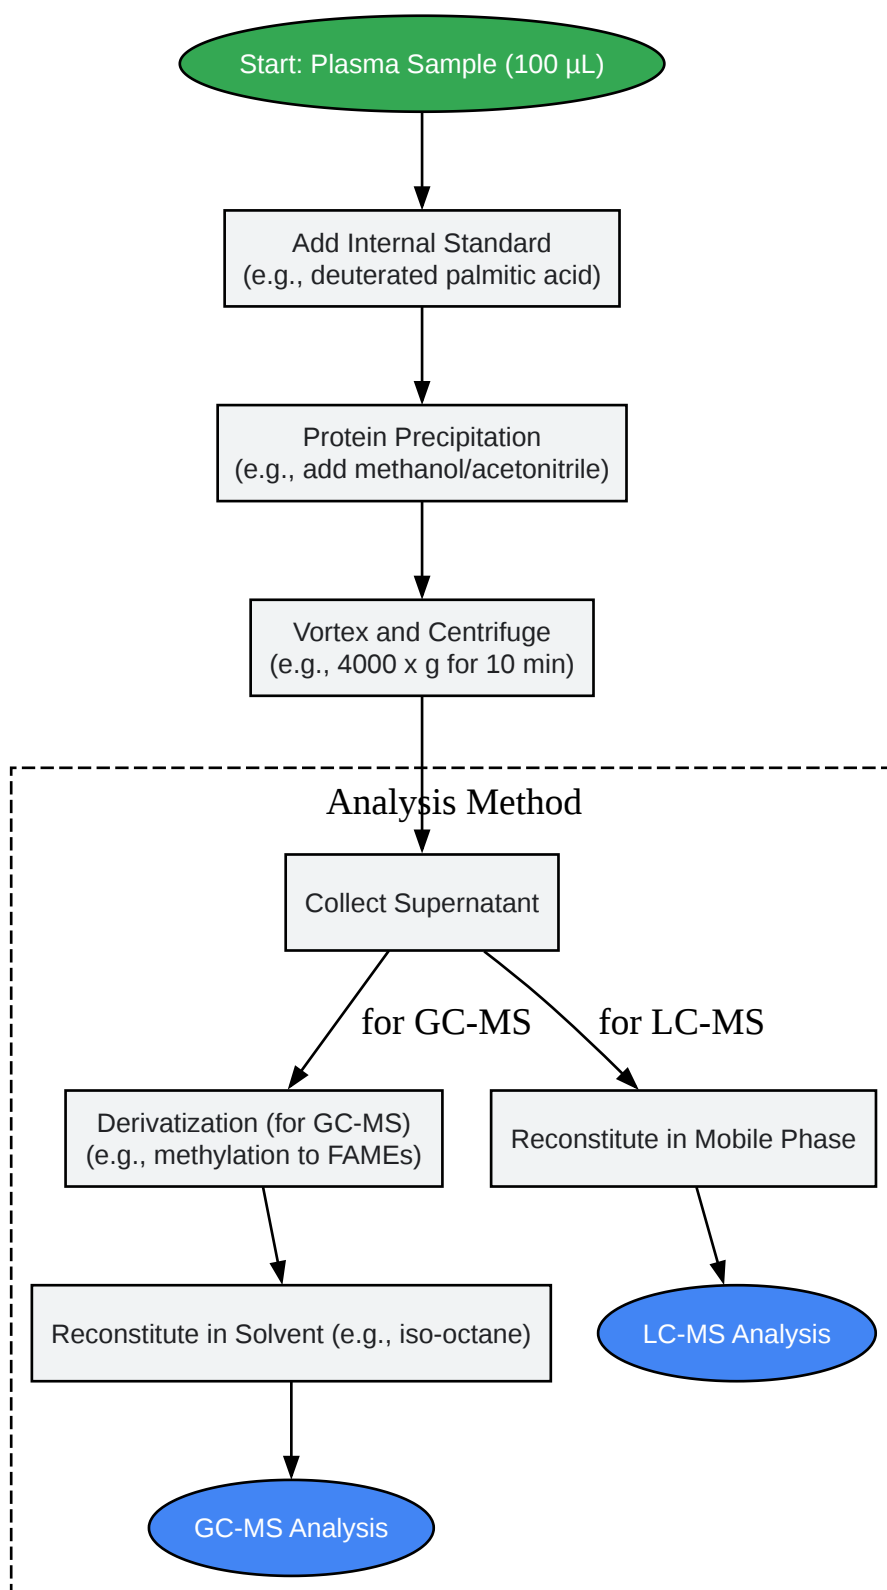 Start: Plasma Sample (100 µL)
Add Internal Standard
(e.g., deuterated palmitic acid)
Protein Precipitation
(e.g., add methanol/acetonitrile)
Vortex and Centrifuge
(e.g., 4000 x g for 10 min)
Analysis Method
Collect Supernatant
for GC-MS
for LC-MS
Derivatization (for GC-MS)
(e.g., methylation to FAMEs)
Reconstitute in Mobile Phase
Reconstitute in Solvent (e.g., iso-octane)
LC-MS Analysis
GC-MS Analysis